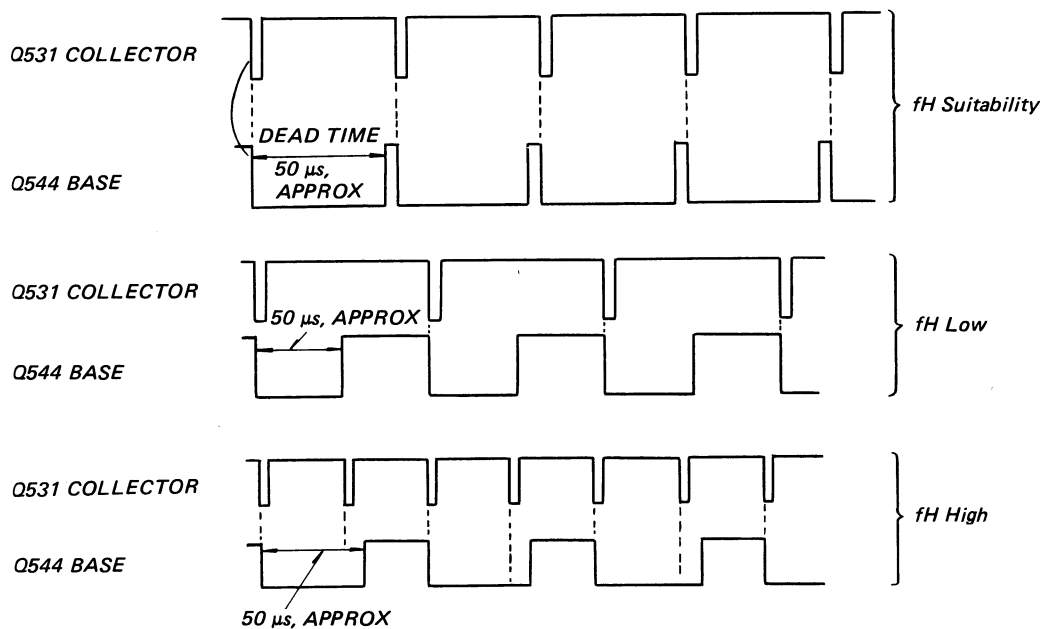 Q531 COLLECTOR
DEAD TIME
50 µs,
APPROX
Q544 BASE
fH Suitability
Q531 COLLECTOR
50 µs, APPROX
Q544 BASE
fH Low
Q531 COLLECTOR
Q544 BASE
50 µs, APPROX
fH High